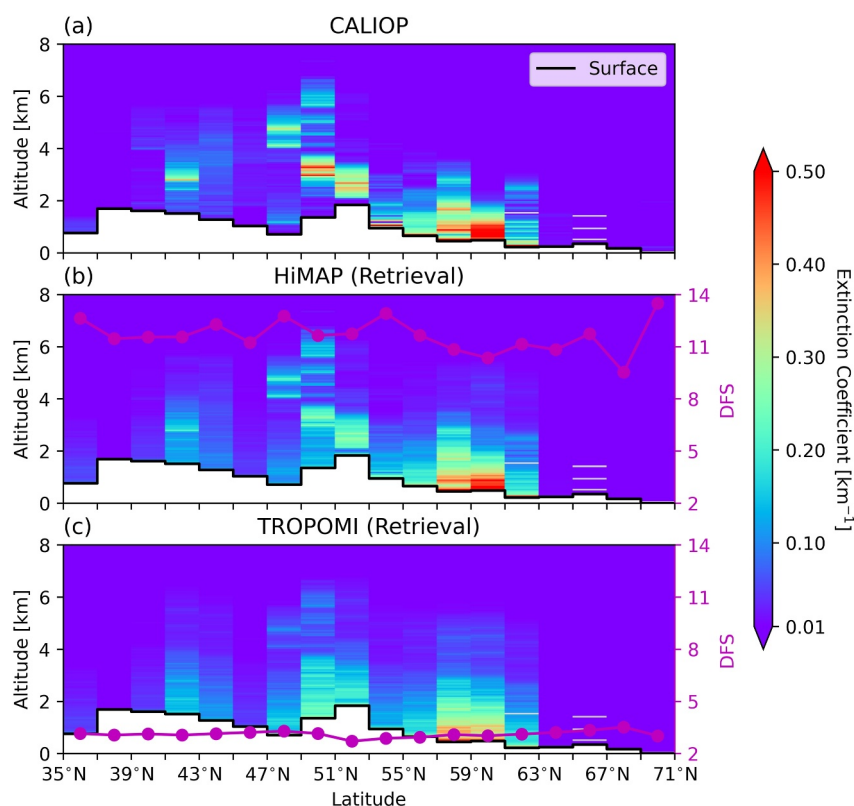 (a) CALIOP
8
6
4
2
0
Altitude [km]
Surface
(b) HiMAP (Retrieval)
8
6
4
2
0
Altitude [km]
14
11
8
5
2
DFS
(c) TROPOMI (Retrieval)
8
6
4
2
0
Altitude [km]
14
11
8
5
2
DFS
35°N 39°N 43°N 47°N 51°N 55°N 59°N 63°N 67°N 71°N
Latitude
0.50
0.40
0.30
0.20
0.10
0.01
Extinction Coefficient [km⁻¹]